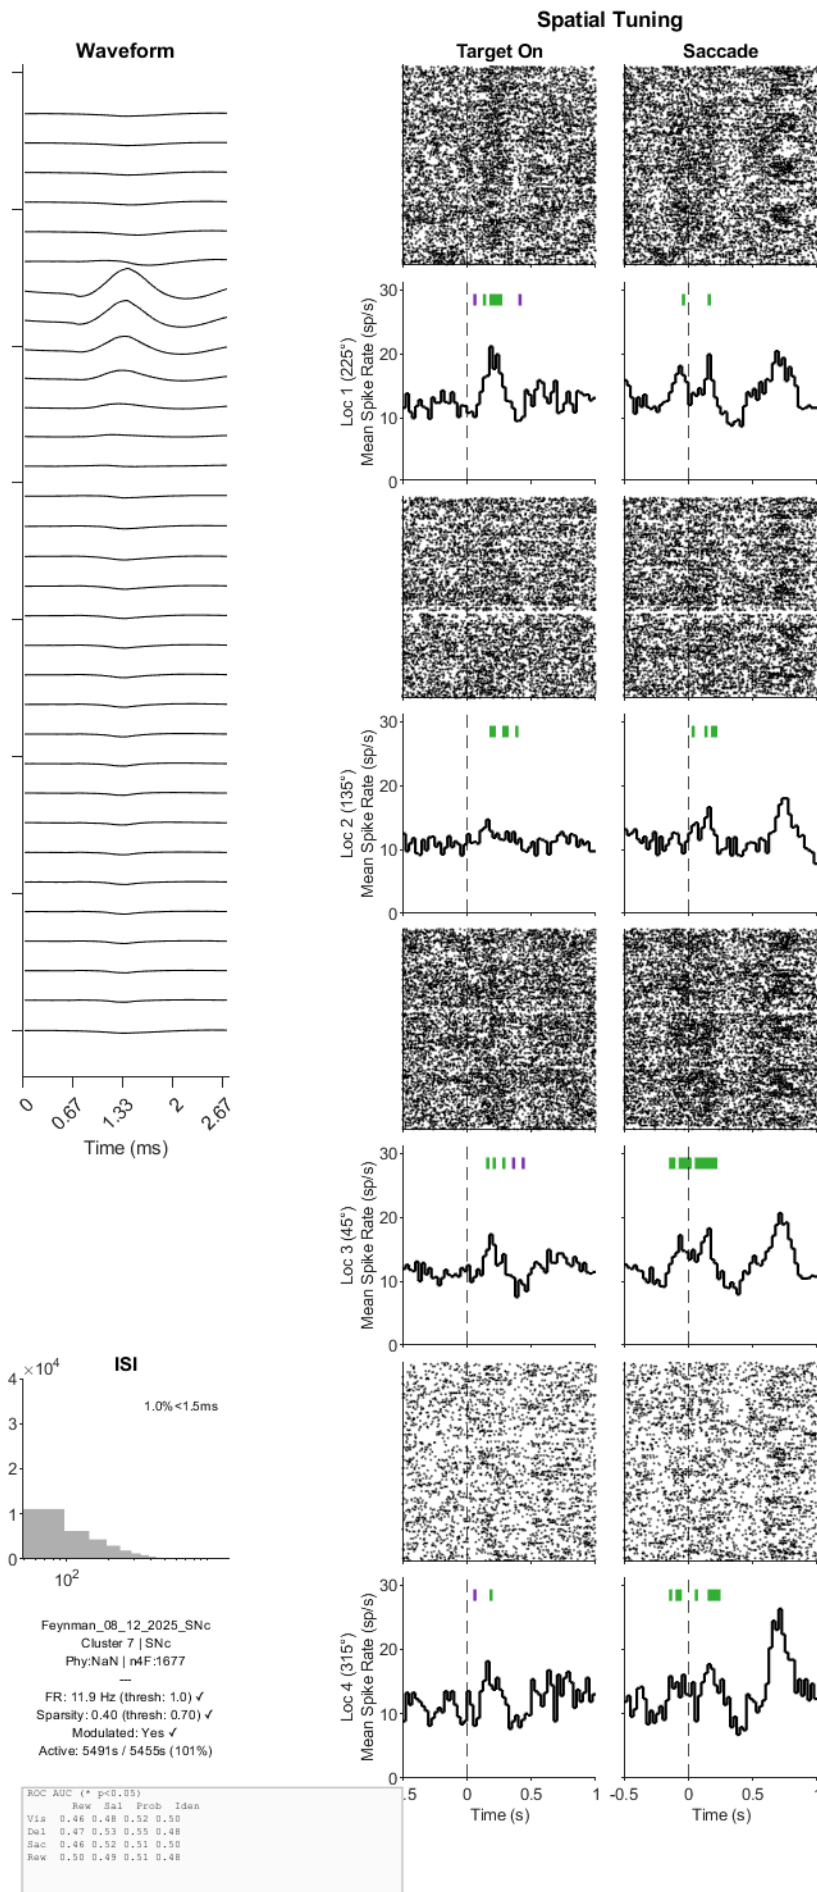 Spatial Tuning
Waveform
Target On
Saccade
0
0.67
1.33
2
2.67
Time (ms)
30
20
10
0
Loc 1 (225°)
Mean Spike Rate (sp/s)
30
20
10
0
Loc 2 (135°)
Mean Spike Rate (sp/s)
30
20
10
0
Loc 3 (45°)
Mean Spike Rate (sp/s)
30
20
10
0
Loc 4 (315°)
Mean Spike Rate (sp/s)
.5 0 0.5 1
Time (s)
-0.5 0 0.5 1
Time (s)
ISI
×10⁴
4
3
2
1
0
10²
1.0%<1.5ms
Feynman_08_12_2025_SNc
Cluster 7 | SNc
Phy:NaN | n4F:1677
---
FR: 11.9 Hz (thresh: 1.0) ✓
Sparsity: 0.40 (thresh: 0.70) ✓
Modulated: Yes ✓
Active: 5491s / 5455s (101%)
ROC AUC (* p<0.05)
Rew Sal Prob Iden
Vis 0.46 0.48 0.52 0.50
Del 0.47 0.53 0.55 0.48
Sac 0.46 0.52 0.51 0.50
Rew 0.50 0.49 0.51 0.48